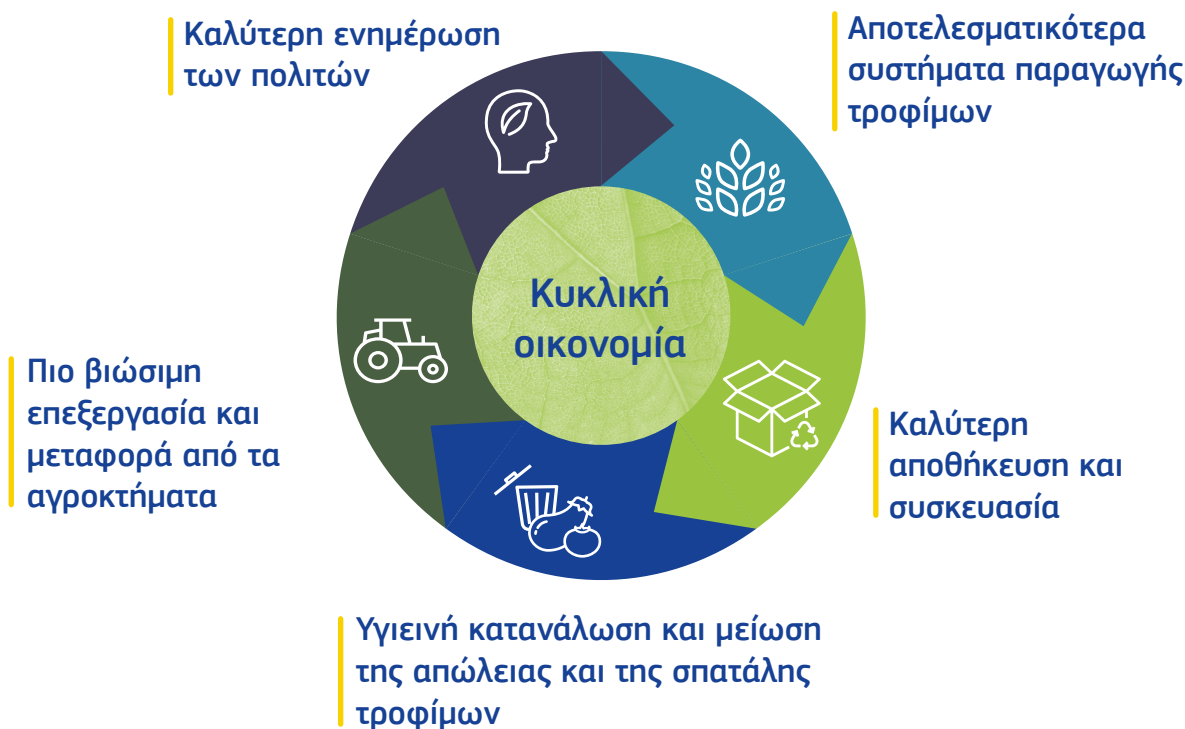 Καλύτερη ενημέρωση
των πολιτών
Αποτελεσματικότερα
συστήματα παραγωγής
τροφίμων
Κυκλική
οικονομία
Πιο βιώσιμη
επεξεργασία και
μεταφορά από τα
αγροκτήματα
Καλύτερη
αποθήκευση και
συσκευασία
Υγιεινή κατανάλωση και μείωση
της απώλειας και της σπατάλης
τροφίμων